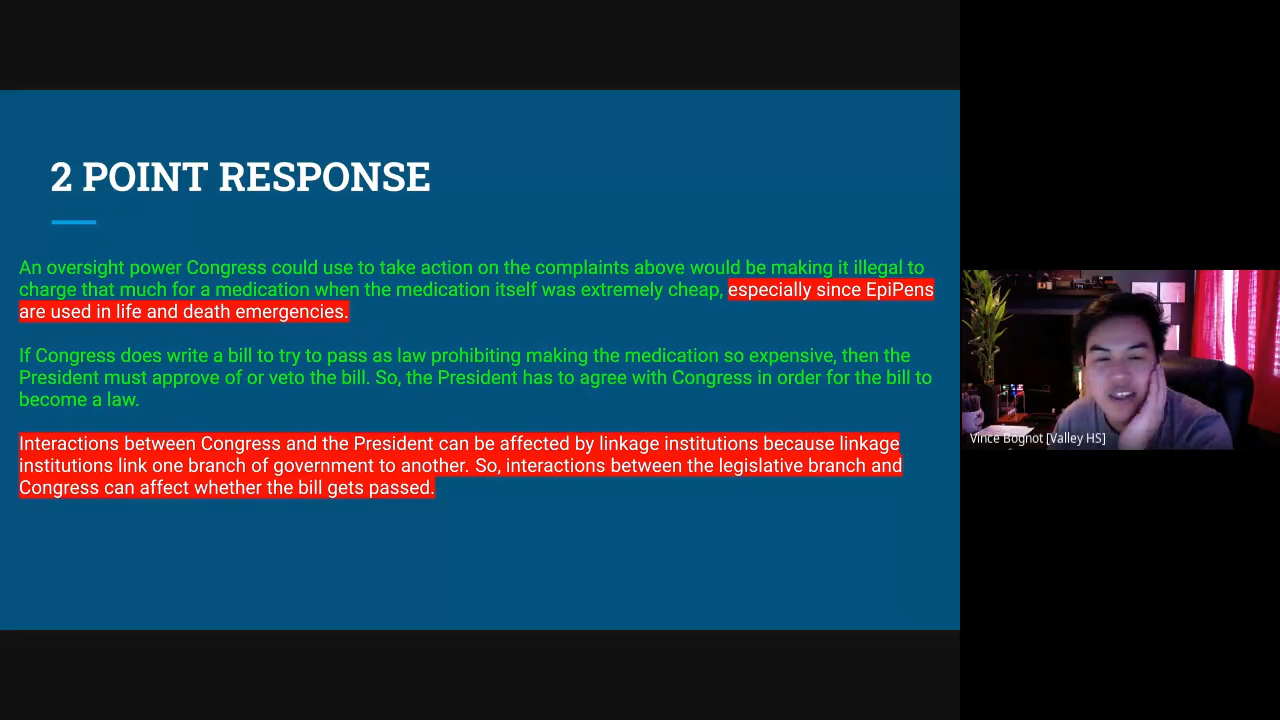 2 POINT RESPONSE
An oversight power Congress could use to take action on the complaints above would be making it illegal to
charge that much for a medication when the medication itself was extremely cheap, especially since EpiPens
are used in life and death emergencies.
If Congress does write a bill to try to pass as law prohibiting making the medication so expensive, then the
President must approve of or veto the bill. So, the President has to agree with Congress in order for the bill to
become a law.
Interactions between Congress and the President can be affected by linkage institutions because linkage
institutions link one branch of government to another. So, interactions between the legislative branch and
Congress can affect whether the bill gets passed.
Vince Bognot [Valley HS]